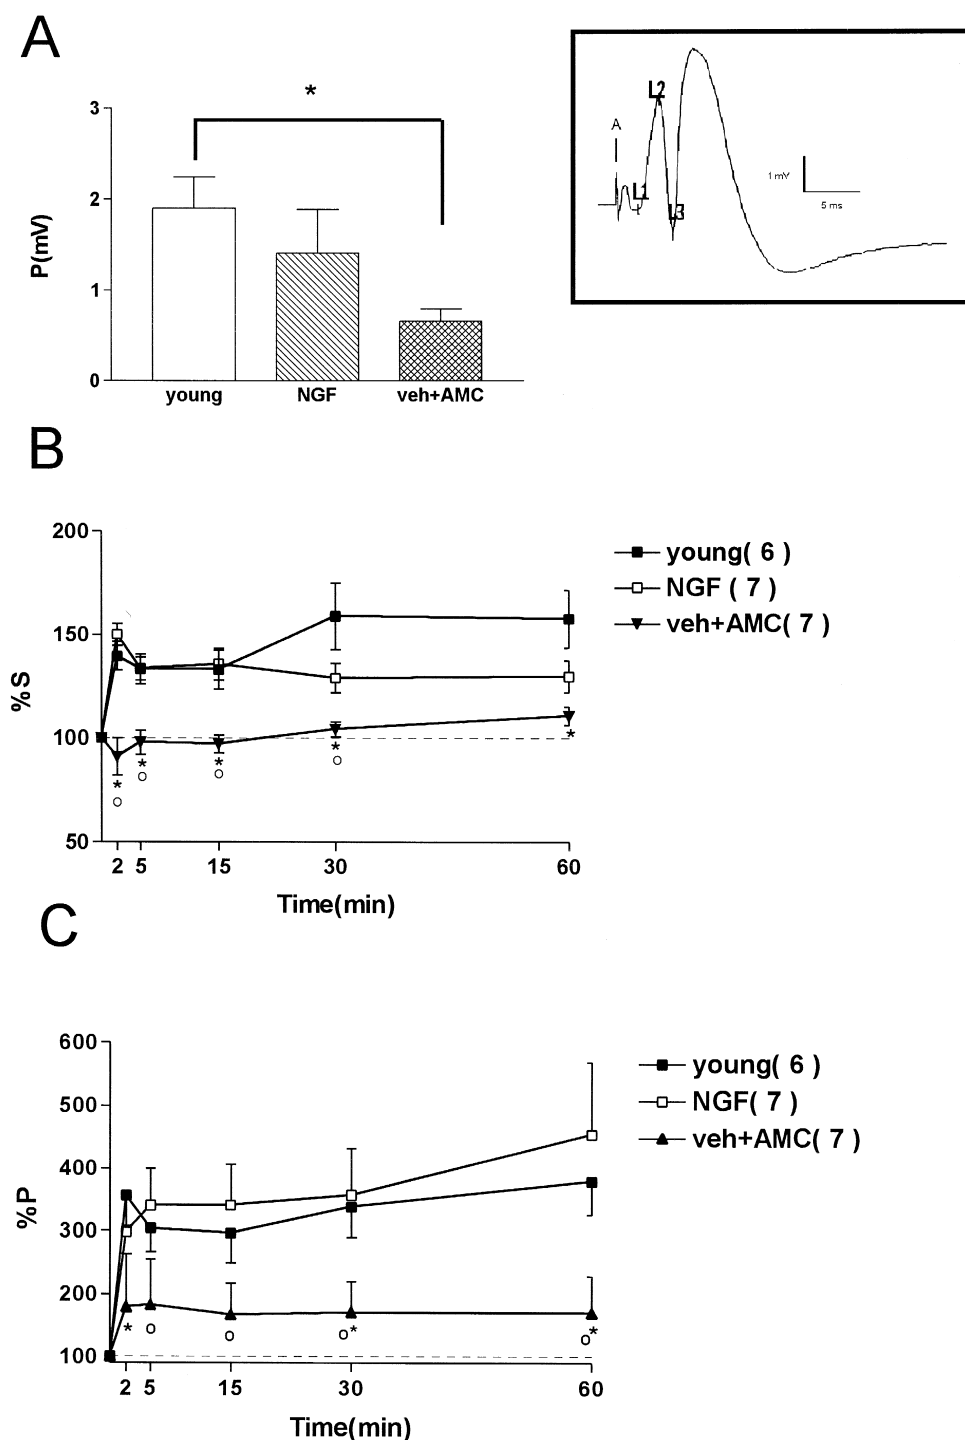 A
P(mV)
3
2
1
0
*
young
NGF
veh+AMC
A
L1
L2
L3
1 mV
5 ms
B
%S
200
150
100
50
*
o
*
o
*
o
*
o
*
2
5
15
30
60
Time(min)
young( 6 )
NGF ( 7 )
veh+AMC( 7 )
C
%P
600
500
400
300
200
100
*
o
o
o*
o*
2
5
15
30
60
Time(min)
young( 6 )
NGF( 7 )
veh+AMC( 7 )